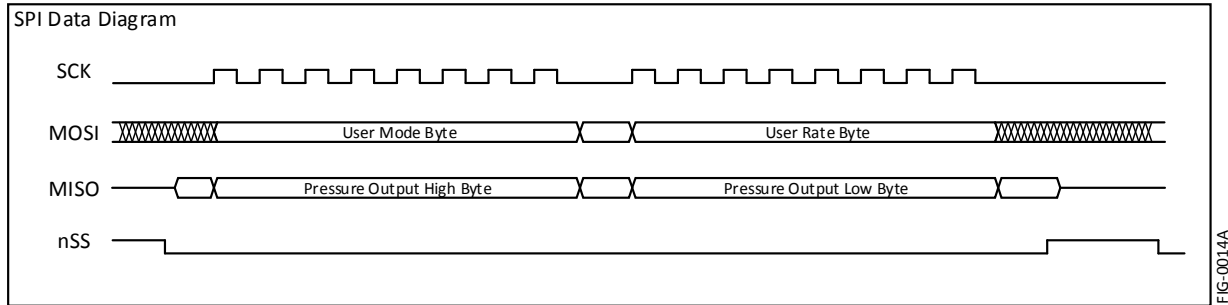 SPI Data Diagram
SCK
MOSI
User Mode Byte
User Rate Byte
MISO
Pressure Output High Byte
Pressure Output Low Byte
nSS
FIG-0014A